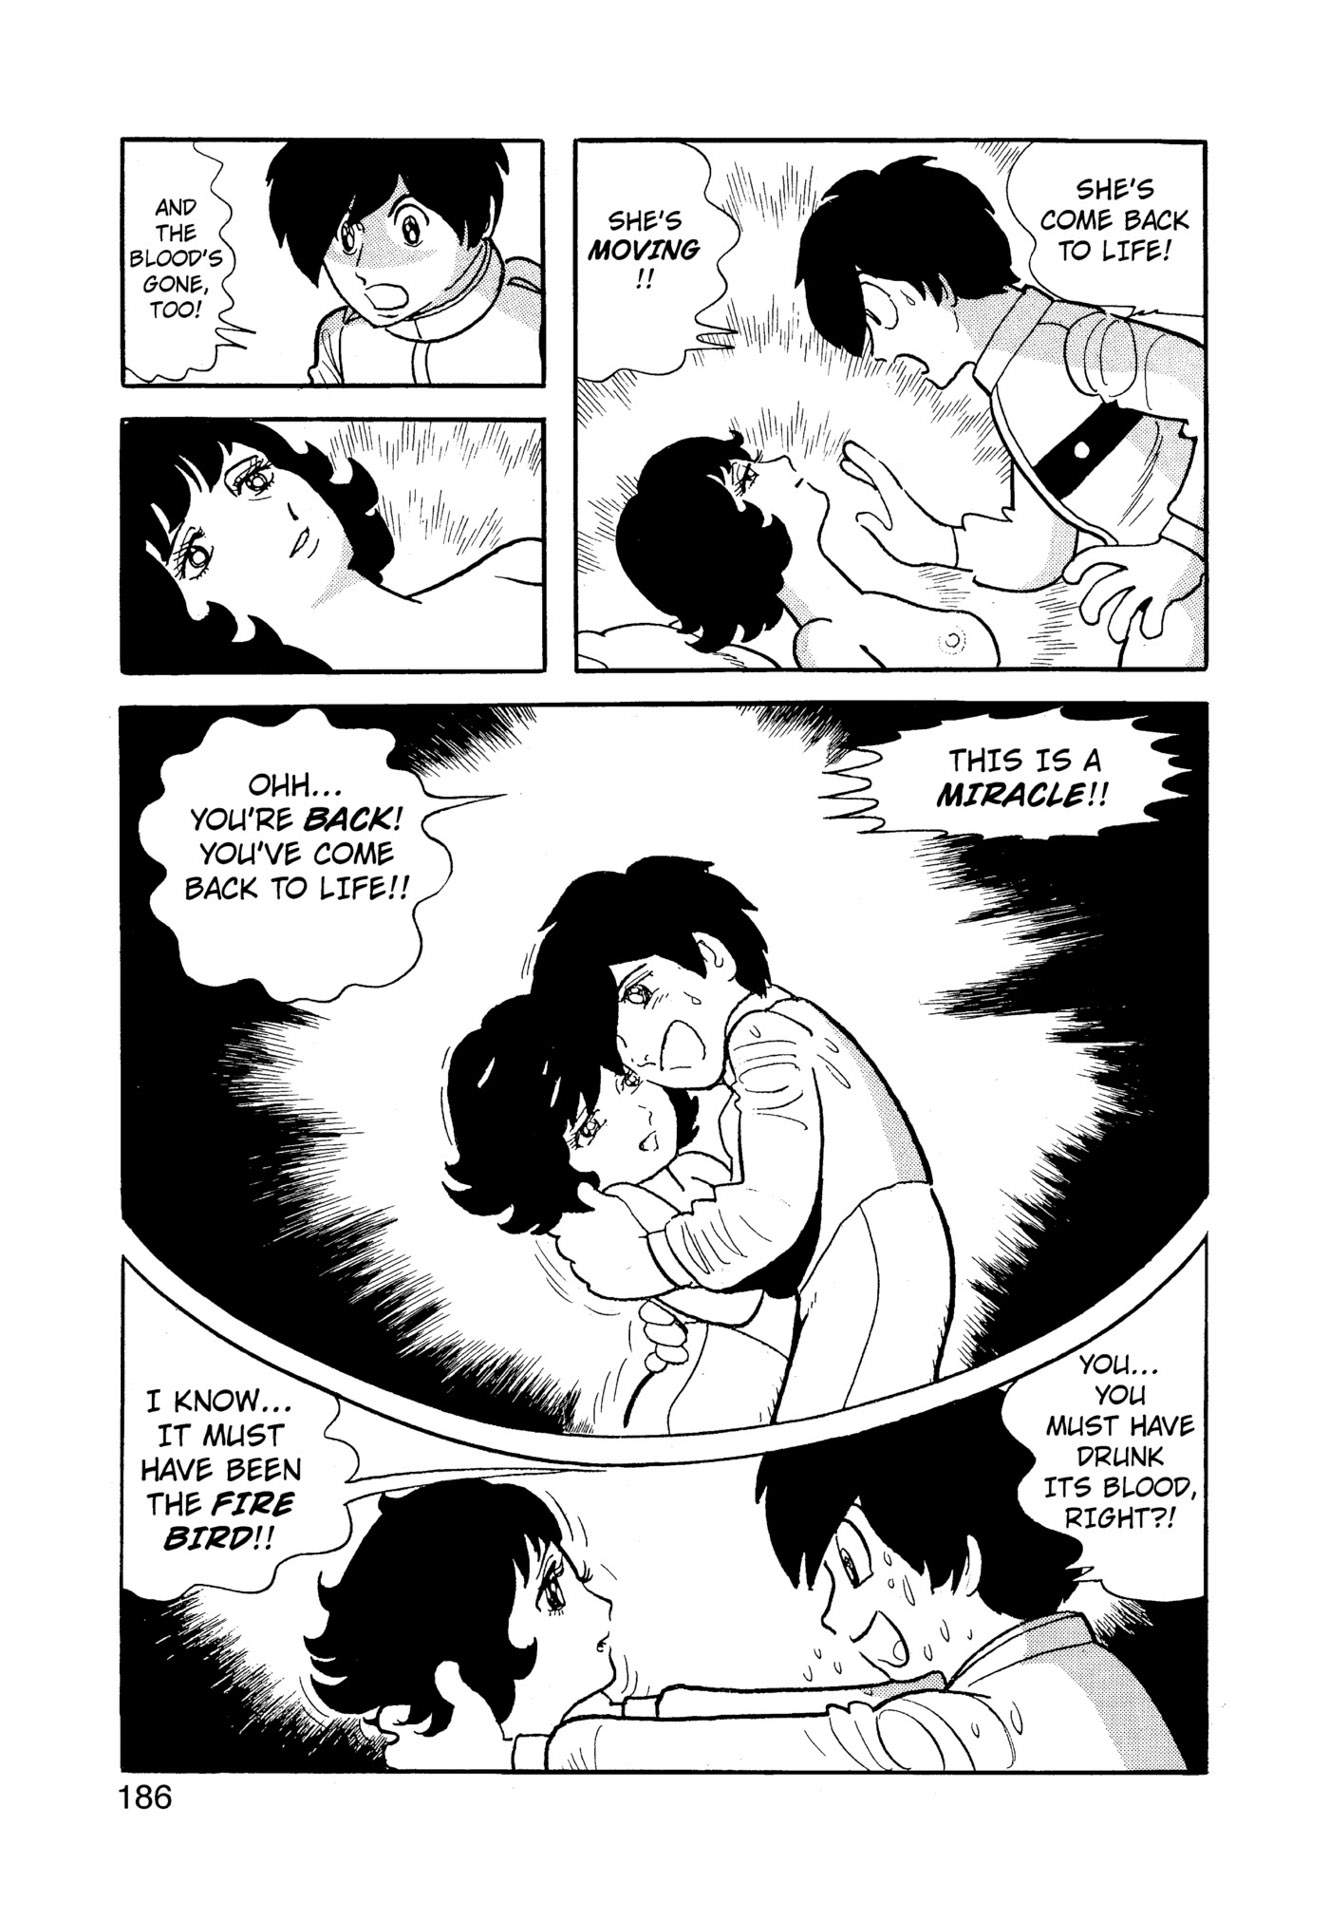 AND
THE
BLOOD'S
GONE,
TOO!
SHE'S
MOVING
!!
SHE'S
COME BACK
TO LIFE!
OHH...
YOU'RE BACK!
YOU'VE COME
BACK TO LIFE!!
THIS IS A
MIRACLE!!
I KNOW...
IT MUST
HAVE BEEN
THE FIRE
BIRD!!
YOU...
YOU
MUST HAVE
DRUNK
ITS BLOOD,
RIGHT?!
186